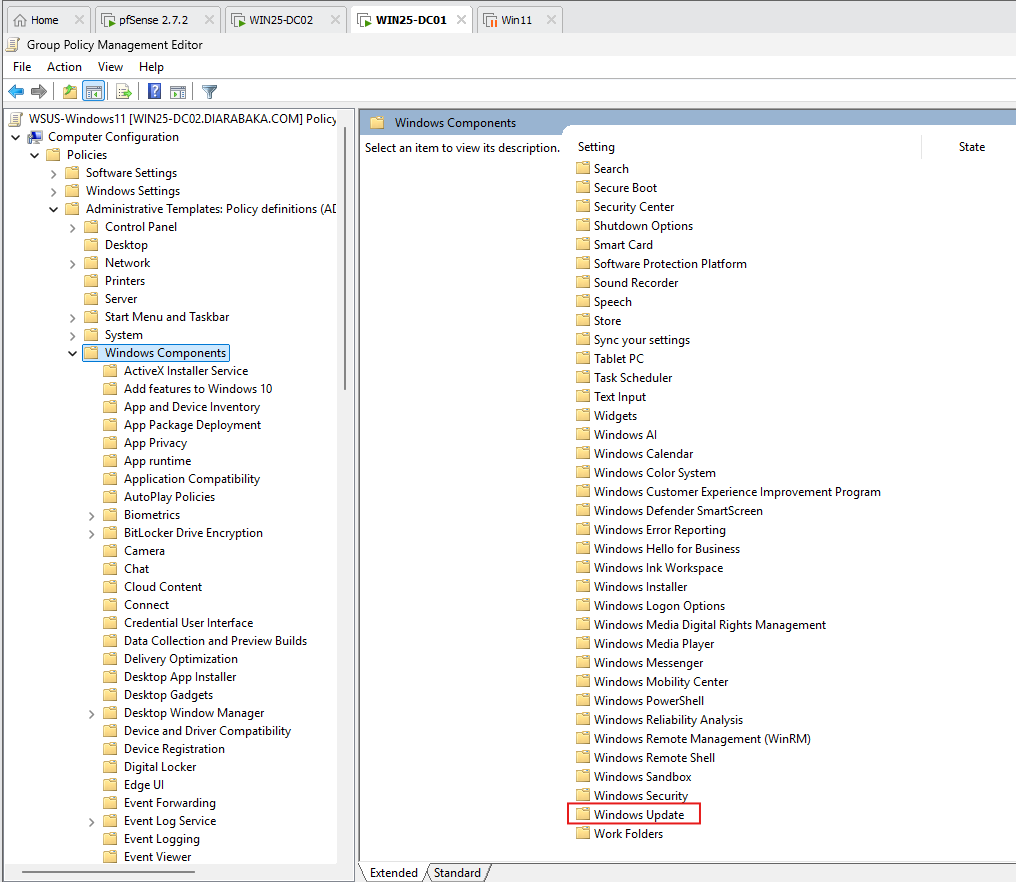 Home
pfSense 2.7.2
WIN25-DC02
WIN25-DC01
Win11
Group Policy Management Editor
File Action View Help
WSUS-Windows11 [WIN25-DC02.DIARABAKA.COM] Policy
Computer Configuration
Policies
Software Settings
Windows Settings
Administrative Templates: Policy definitions (AD
Control Panel
Desktop
Network
Printers
Server
Start Menu and Taskbar
System
Windows Components
ActiveX Installer Service
Add features to Windows 10
App and Device Inventory
App Package Deployment
App Privacy
App runtime
Application Compatibility
AutoPlay Policies
Biometrics
BitLocker Drive Encryption
Camera
Chat
Cloud Content
Connect
Credential User Interface
Data Collection and Preview Builds
Delivery Optimization
Desktop App Installer
Desktop Gadgets
Desktop Window Manager
Device and Driver Compatibility
Device Registration
Digital Locker
Edge UI
Event Forwarding
Event Log Service
Event Logging
Event Viewer
Windows Components
Select an item to view its description.
Setting State
Search
Secure Boot
Security Center
Shutdown Options
Smart Card
Software Protection Platform
Sound Recorder
Speech
Store
Sync your settings
Tablet PC
Task Scheduler
Text Input
Widgets
Windows AI
Windows Calendar
Windows Color System
Windows Customer Experience Improvement Program
Windows Defender SmartScreen
Windows Error Reporting
Windows Hello for Business
Windows Ink Workspace
Windows Installer
Windows Logon Options
Windows Media Digital Rights Management
Windows Media Player
Windows Messenger
Windows Mobility Center
Windows PowerShell
Windows Reliability Analysis
Windows Remote Management (WinRM)
Windows Remote Shell
Windows Sandbox
Windows Security
Windows Update
Work Folders
Extended Standard